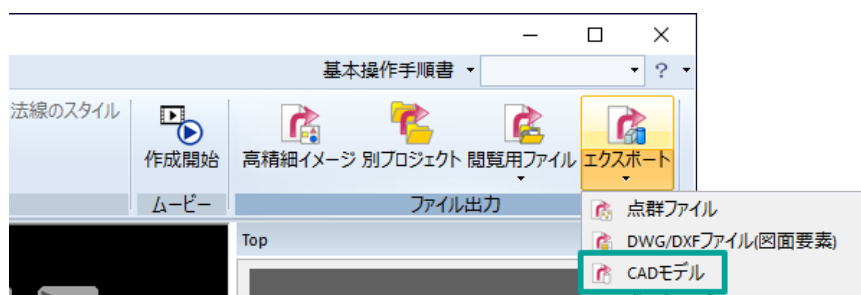 基本操作手順書
?
法線のスタイル
作成開始
高精細イメージ 別プロジェクト 閲覧用ファイル エクスポート
ムービー
ファイル出力
点群ファイル
Top
DWG/DXFファイル(図面要素)
CADモデル